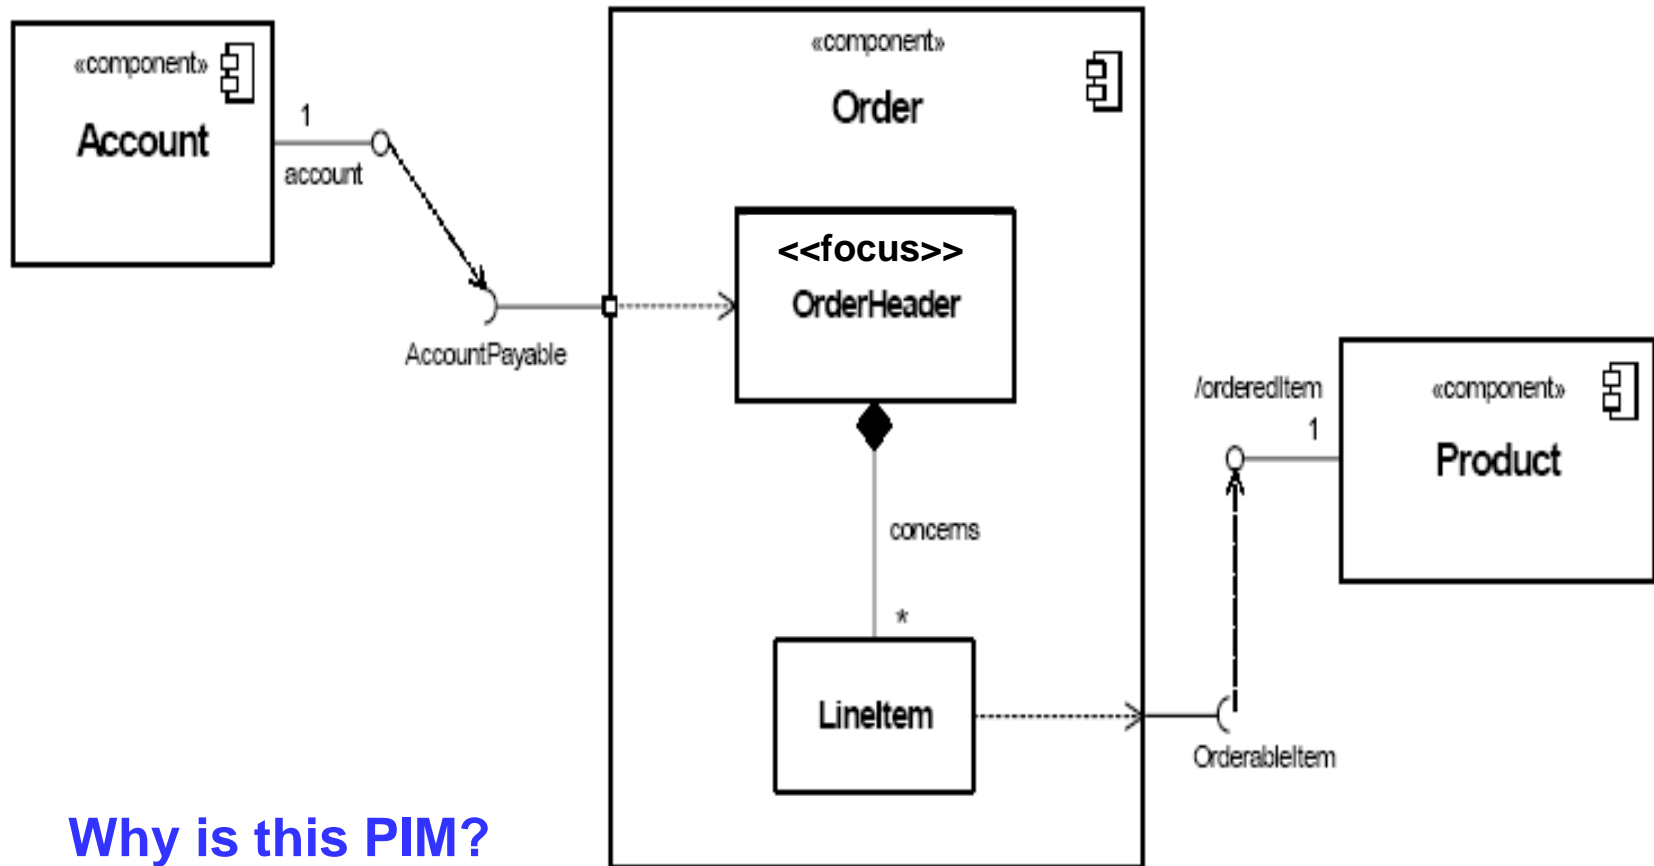 «component»
Account
1
account
AccountPayable
«component»
Order
<<focus>>
OrderHeader
concerns
*
LineItem
/orderedItem
1
«component»
Product
OrderableItem
Why is this PIM?